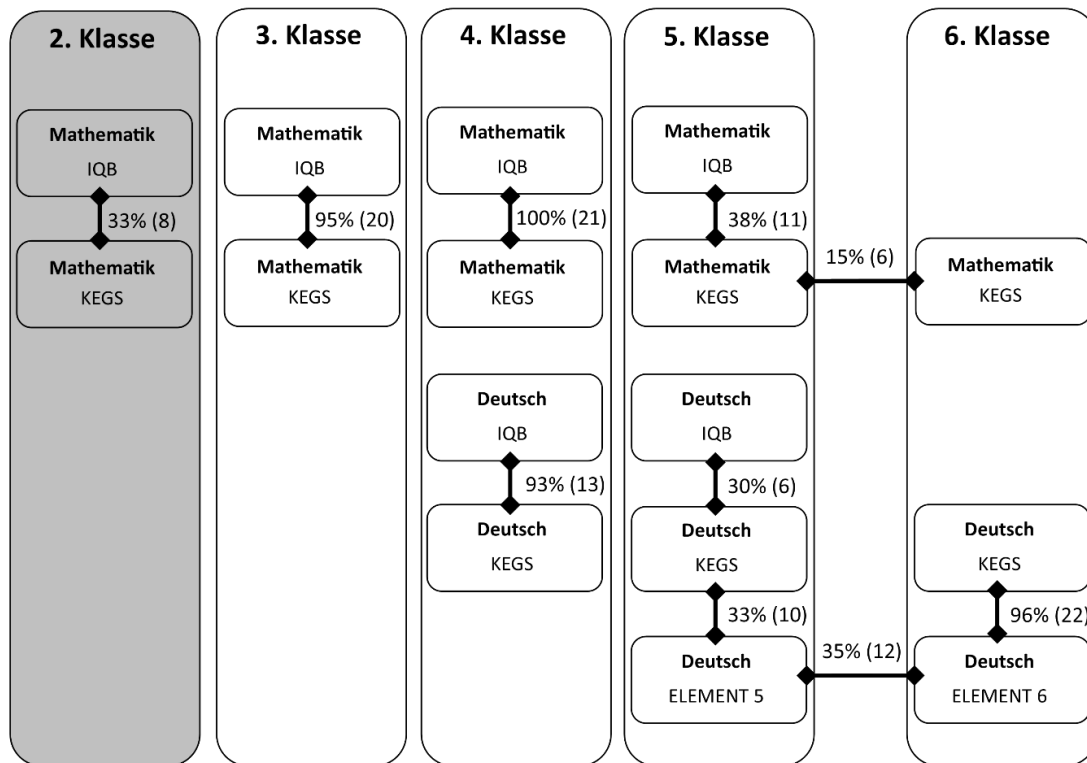 2. Klasse
Mathematik
IQB
33% (8)
Mathematik
KEGS
3. Klasse
Mathematik
IQB
95% (20)
Mathematik
KEGS
4. Klasse
Mathematik
IQB
100% (21)
Mathematik
KEGS
Deutsch
IQB
93% (13)
Deutsch
KEGS
5. Klasse
Mathematik
IQB
38% (11)
Mathematik
KEGS
Deutsch
IQB
30% (6)
Deutsch
KEGS
33% (10)
Deutsch
ELEMENT 5
15% (6)
35% (12)
6. Klasse
Mathematik
KEGS
Deutsch
KEGS
96% (22)
Deutsch
ELEMENT 6